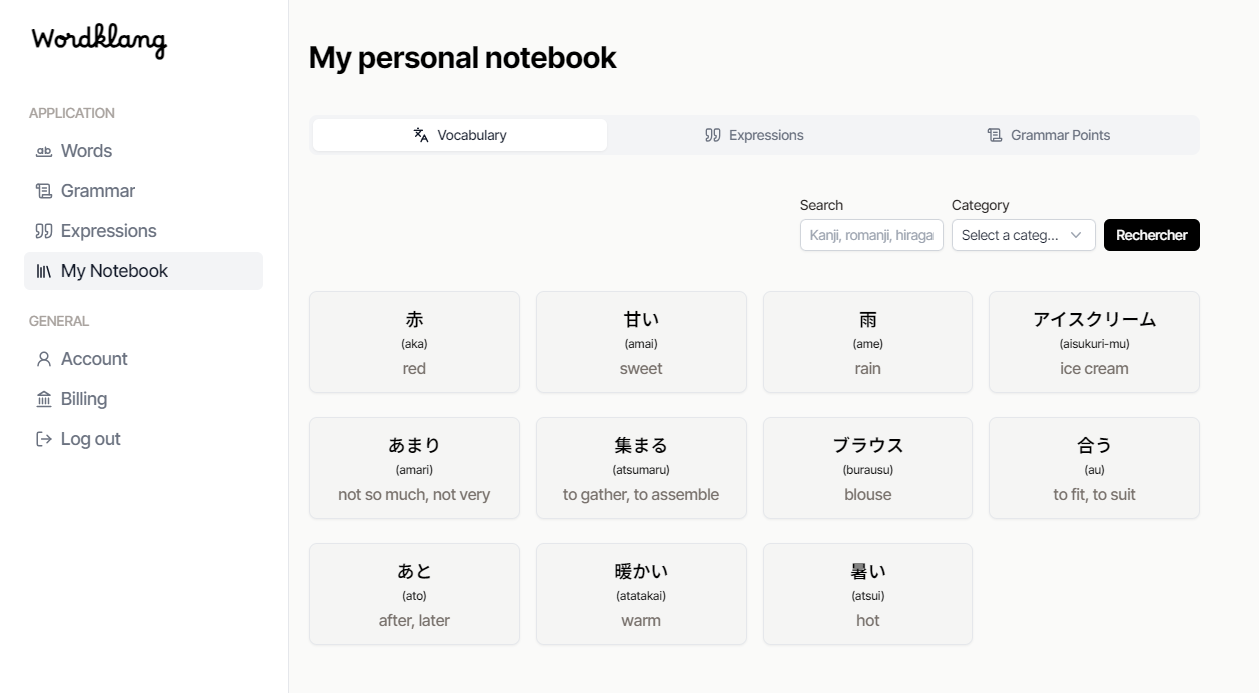 Wordklang
My personal notebook
APPLICATION
Words
Grammar
Expressions
My Notebook
GENERAL
Account
Billing
Log out
Vocabulary
Expressions
Grammar Points
Search
Category
Kanji, romanji, hiraga
Select a categ...
Rechercher
赤
(aka)
red
甘い
(amai)
sweet
雨
(ame)
rain
アイスクリーム
(aisukuri-mu)
ice cream
あまり
(amari)
not so much, not very
集まる
(atsumaru)
to gather, to assemble
ブラウス
(burausu)
blouse
合う
(au)
to fit, to suit
あと
(ato)
after, later
暖かい
(atatakai)
warm
暑い
(atsui)
hot